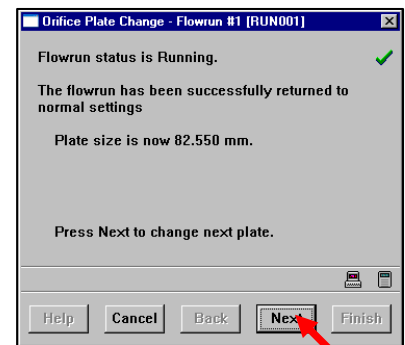 Orifice Plate Change - Flowrun #1 [RUN001]
Flowrun status is Running.
The flowrun has been successfully returned to
normal settings
Plate size is now 82.550 mm.
Press Next to change next plate.
Help Cancel Back Next Finish